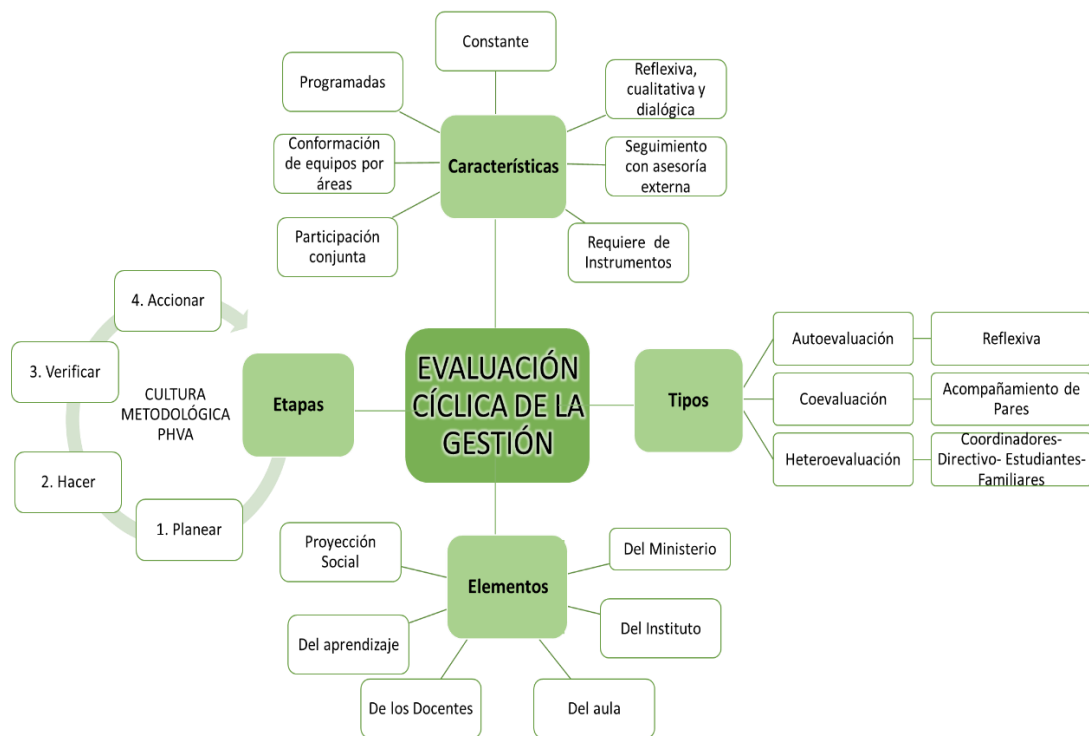 Constante
Programadas
Reflexiva,
cualitativa y
dialógica
Conformación
de equipos por
áreas
Característicias
Seguimiento
con asesoría
externa
Participación
conjunta
Requiere de
Instrumentos
4. Accionar
3. Verificar
CULTURA
METODOLÓGICA
PHVA
2. Hacer
1. Planear
Etapas
EVALUACIÓN
CÍCLICA DE LA
GESTIÓN
Tipos
Autoevaluación
Reflexiva
Coevaluación
Acompañamiento de
Pares
Heteroevaluación
Coordinadores-
Directivo- Estudiantes-
Familiares
Proyección
Social
Elementos
Del Ministerio
Del aprendizaje
Del Instituto
De los Docentes
Del aula